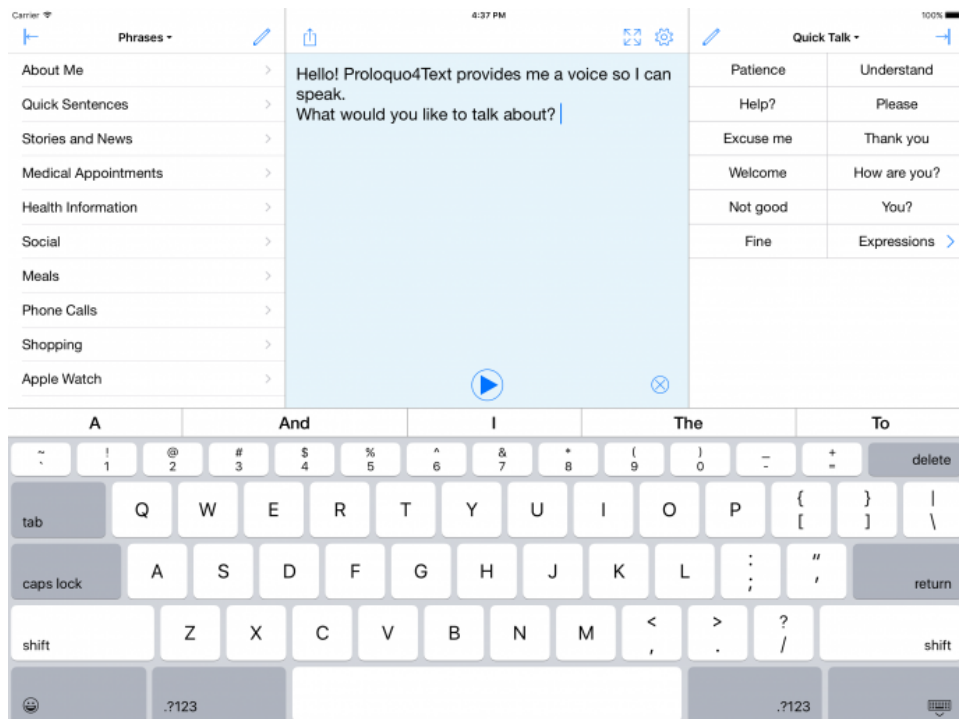 Carrier 4:37 PM 100%
Phrases
About Me
Quick Sentences
Stories and News
Medical Appointments
Health Information
Social
Meals
Phone Calls
Shopping
Apple Watch
Hello! Proloquo4Text provides me a voice so I can
speak.
What would you like to talk about?
Quick Talk
Patience Understand
Help? Please
Excuse me Thank you
Welcome How are you?
Not good You?
Fine Expressions
A And I The To
~ ! @ # $ % ^ & * ( ) _ +
` 1 2 3 4 5 6 7 8 9 0 - = delete
tab Q W E R T Y U I O P { [ } ] | \
caps lock A S D F G H J K L : ; " ' return
shift Z X C V B N M < , > . ? / shift
.?123 .?123